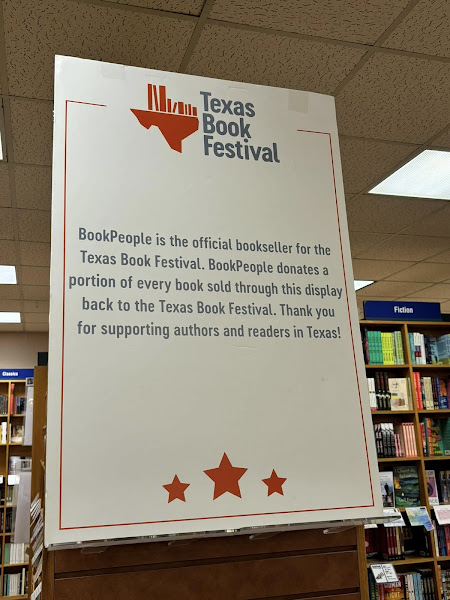 Texas
Book
Festival
BookPeople is the official bookseller for the
Texas Book Festival. BookPeople donates a
portion of every book sold through this display
back to the Texas Book Festival. Thank you
for supporting authors and readers in Texas!
Fiction
Classics